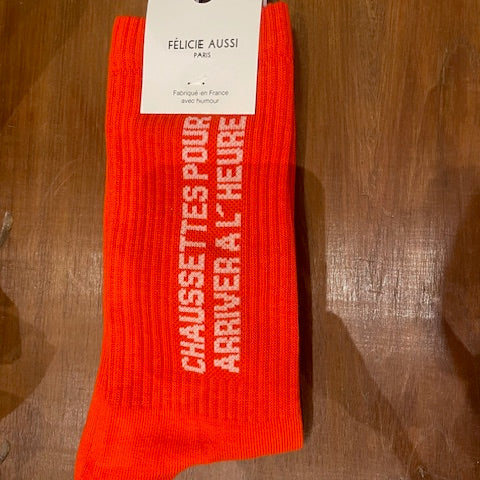 FÉLICIE AUSSI
PARIS
Fabriqué en France
avec humour
CHAUSSETTES POUR
ARRIVER A L'HEURE